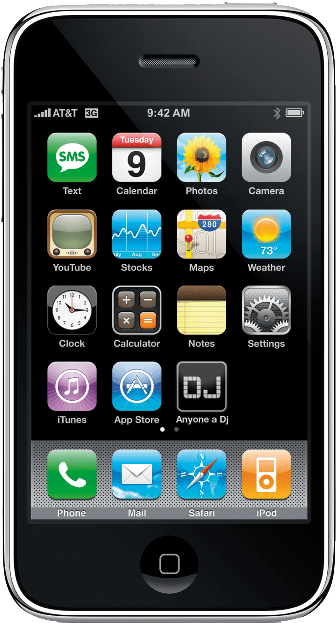 AT&T 3G 9:42 AM
SMS Tuesday 9 280 73°
Text Calendar Photos Camera
YouTube Stocks Maps Weather
Clock Calculator Notes Settings
DJ
iTunes App Store Anyone a Dj
Phone Mail Safari iPod